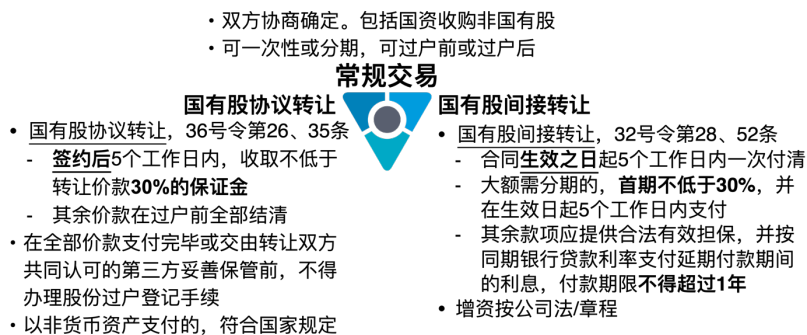 • 双方协商确定。包括国资收购非国有股
• 可一次性或分期，可过户前或过户后
常规交易
国有股协议转让
• 国有股协议转让，36号令第26、35条
- 签约后5个工作日内，收取不低于
转让价款30%的保证金
- 其余价款在过户前全部结清
• 在全部价款支付完毕或交由转让双方
共同认可的第三方妥善保管前，不得
办理股份过户登记手续
• 以非货币资产支付的，符合国家规定
国有股间接转让
• 国有股间接转让，32号令第28、52条
- 合同生效之日起5个工作日内一次付清
- 大额需分期的，首期不低于30%，并
在生效日起5个工作日内支付
- 其余款项应提供合法有效担保，并按
同期银行贷款利率支付延期付款期间
的利息，付款期限不得超过1年
• 增资按公司法/章程